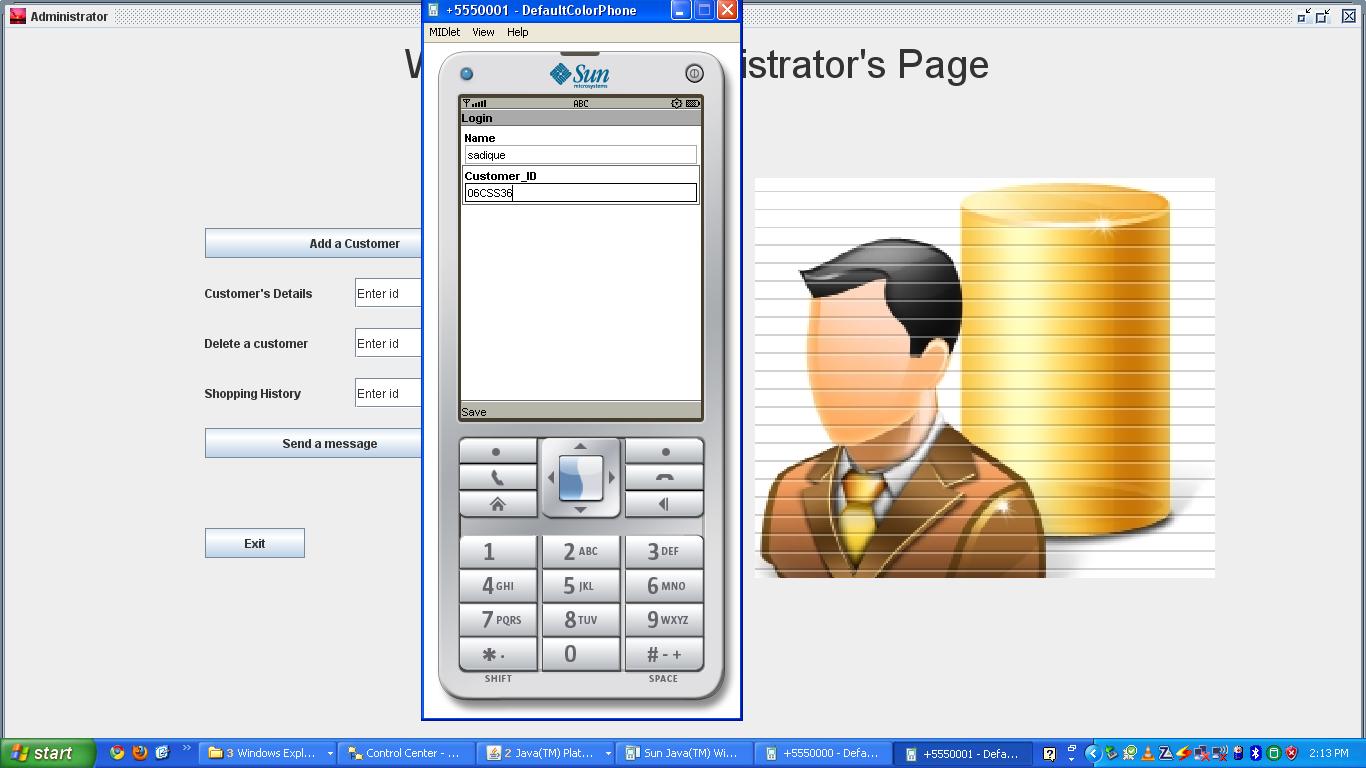 Administrator
W
istrator's Page
Add a Customer
Customer's Details
Enter id
Delete a customer
Enter id
Shopping History
Enter id
Send a message
Exit
+5550001 - DefaultColorPhone
MIDlet View Help
Sun
microsystems
ABC
Login
Name
sadique
Customer_ID
06CSS36
Save
1 2 ABC 3 DEF
4 GHI 5 JKL 6 MNO
7 PQRS 8 TUV 9 WXYZ
* . 0 # - +
SHIFT SPACE
start
3 Windows Expl...
Control Center - ...
2 Java(TM) Plat...
Sun Java(TM) Wi...
+5550000 - Defa...
+5550001 - Defa...
2:13 PM